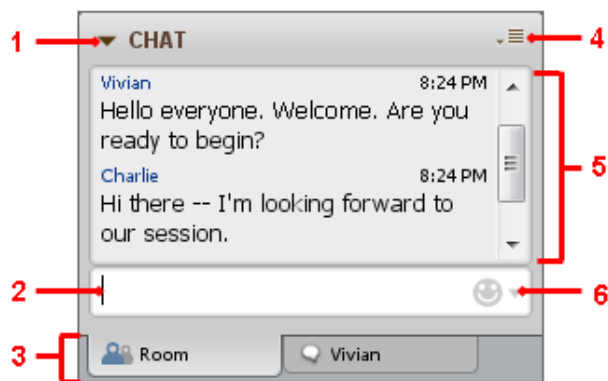 1 CHAT 4
Vivian 8:24 PM
Hello everyone. Welcome. Are you
ready to begin?
5
Charlie 8:24 PM
Hi there -- I'm looking forward to
our session.
2 6
3 Room Vivian